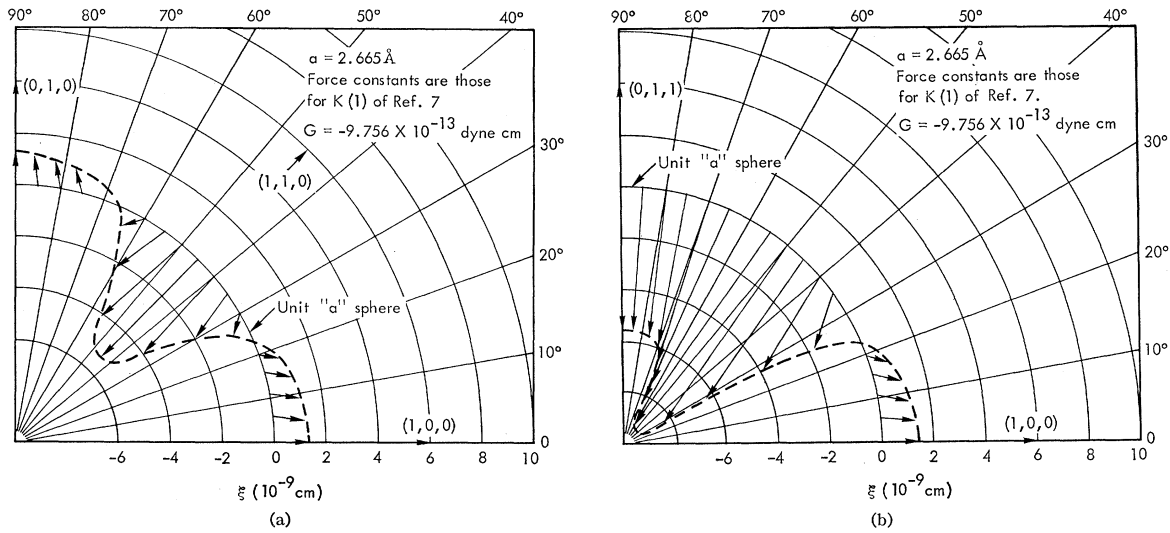 90° 80° 70° 60° 50° 40°
a = 2.665 Å
Force constants are those
for K (1) of Ref. 7
G = -9.756 X 10⁻¹³ dyne cm
(0,1,0)
(1,1,0)
30°
20°
Unit "a" sphere
10°
(1,0,0)
0
-6 -4 -2 0 2 4 6 8 10
ξ (10⁻⁹ cm)
(a)
90° 80° 70° 60° 50° 40°
a = 2.665 Å
Force constants are those
for K (1) of Ref. 7.
G = -9.756 X 10⁻¹³ dyne cm
(0,1,1)
30°
Unit "a" sphere
20°
10°
(1,0,0)
0
-6 -4 -2 0 2 4 6 8 10
ξ (10⁻⁹ cm)
(b)